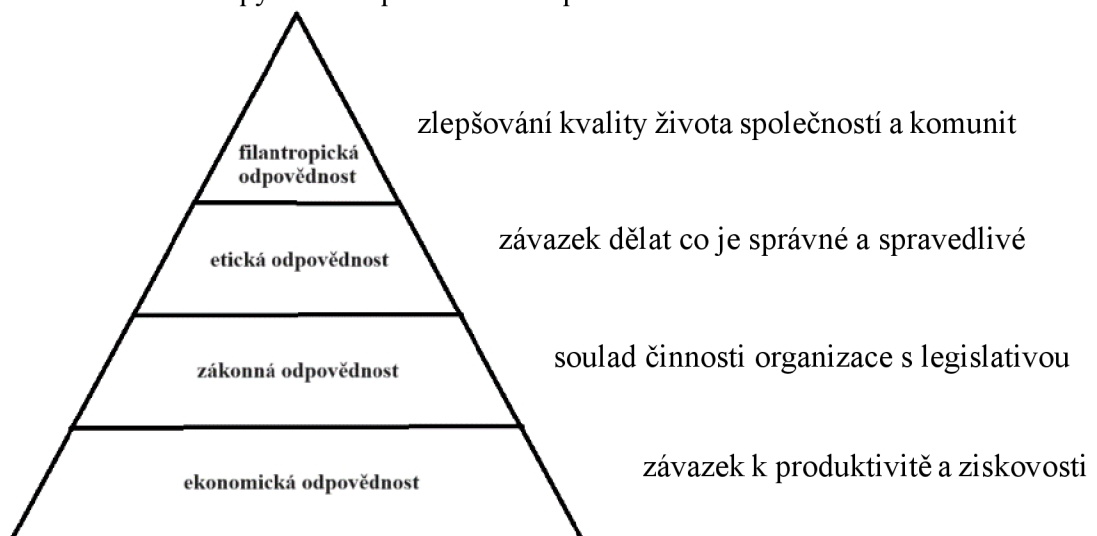 zlepšování kvality života společností a komunit
filantropická
odpovědnost
závazek dělat co je správné a spravedlivé
etická odpovědnost
soulad činnosti organizace s legislativou
zákonná odpovědnost
závazek k produktivitě a ziskovosti
ekonomická odpovědnost